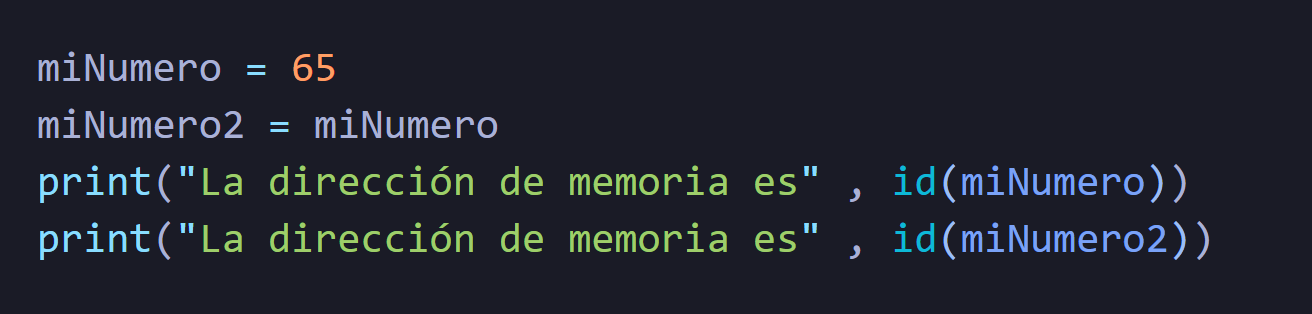 miNumero = 65
miNumero2 = miNumero
print("La dirección de memoria es" , id(miNumero))
print("La dirección de memoria es" , id(miNumero2))